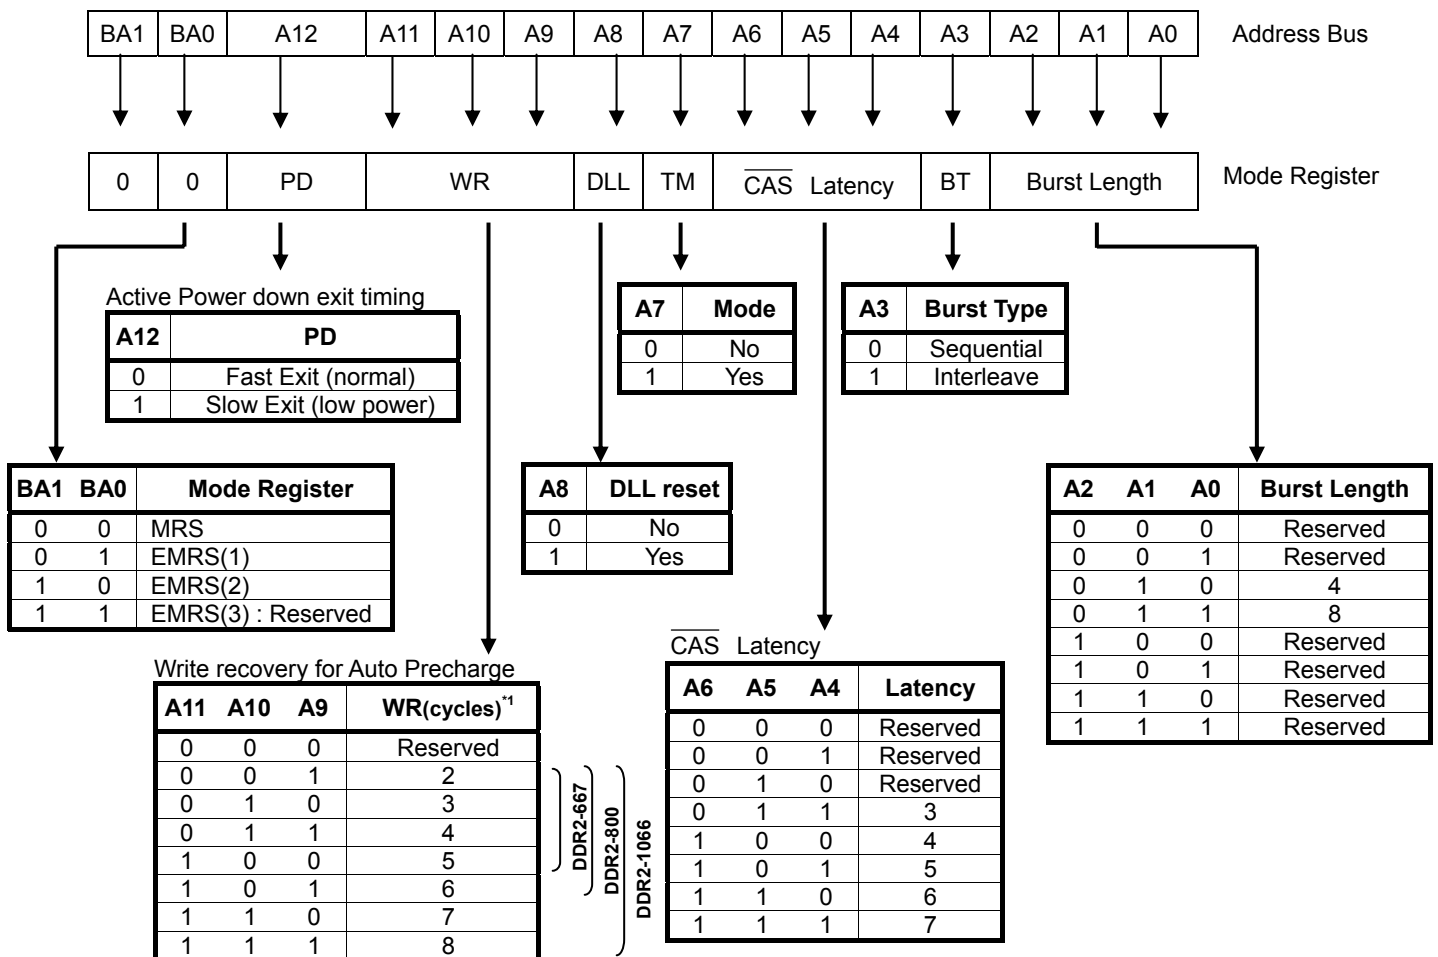 BA1 BA0 A12 A11 A10 A9 A8 A7 A6 A5 A4 A3 A2 A1 A0 Address Bus
0 0 PD WR DLL TM CAS Latency BT Burst Length Mode Register
Active Power down exit timing
A12 PD
0 Fast Exit (normal)
1 Slow Exit (low power)
A7 Mode
0 No
1 Yes
A3 Burst Type
0 Sequential
1 Interleave
BA1 BA0 Mode Register
0 0 MRS
0 1 EMRS(1)
1 0 EMRS(2)
1 1 EMRS(3) : Reserved
A8 DLL reset
0 No
1 Yes
A2 A1 A0 Burst Length
0 0 0 Reserved
0 0 1 Reserved
0 1 0 4
0 1 1 8
1 0 0 Reserved
1 0 1 Reserved
1 1 0 Reserved
1 1 1 Reserved
Write recovery for Auto Precharge
A11 A10 A9 WR(cycles)*1
0 0 0 Reserved
0 0 1 2
0 1 0 3
0 1 1 4
1 0 0 5
1 0 1 6
1 1 0 7
1 1 1 8
DDR2-667
DDR2-800
DDR2-1066
CAS Latency
A6 A5 A4 Latency
0 0 0 Reserved
0 0 1 Reserved
0 1 0 Reserved
0 1 1 3
1 0 0 4
1 0 1 5
1 1 0 6
1 1 1 7